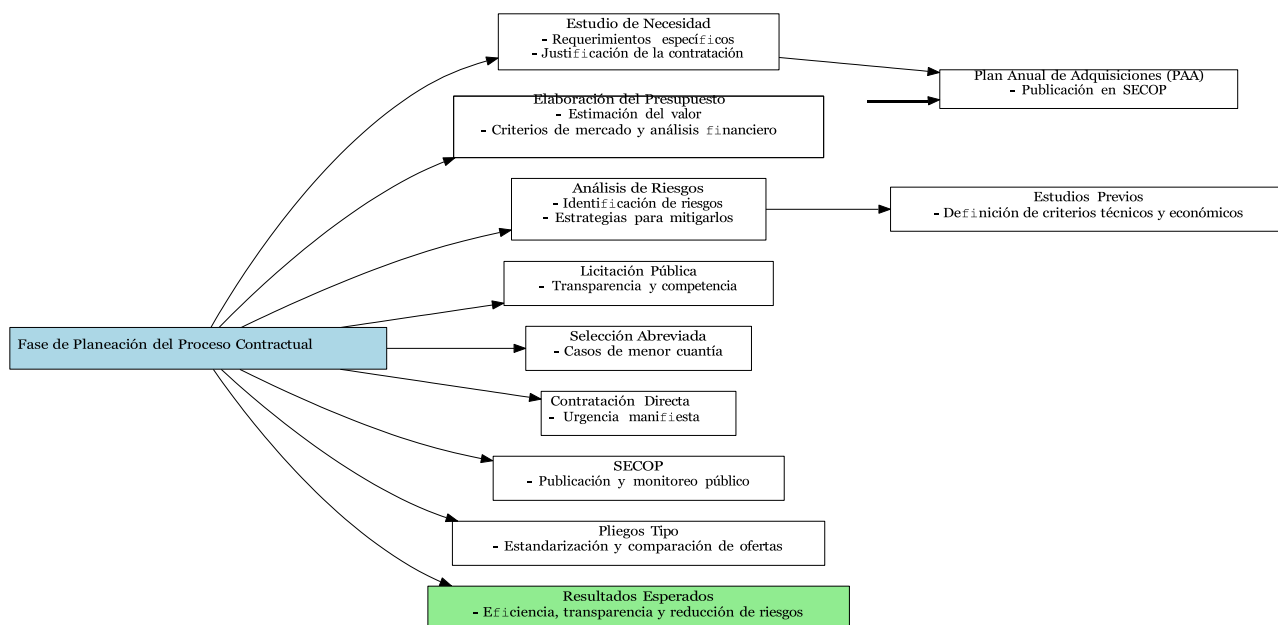 Estudio de Necesidad
- Requerimientos específicos
- Justificación de la contratación
Plan Anual de Adquisiciones (PAA)
- Publicación en SECOP
Elaboración del Presupuesto
- Estimación del valor
- Criterios de mercado y análisis financiero
Análisis de Riesgos
- Identificación de riesgos
- Estrategias para mitigarlos
Estudios Previos
- Definición de criterios técnicos y económicos
Licitación Pública
- Transparencia y competencia
Fase de Planeación del Proceso Contractual
Selección Abreviada
- Casos de menor cuantía
Contratación Directa
- Urgencia manifiesta
SECOP
- Publicación y monitoreo público
Pliegos Tipo
- Estandarización y comparación de ofertas
Resultados Esperados
- Eficiencia, transparencia y reducción de riesgos